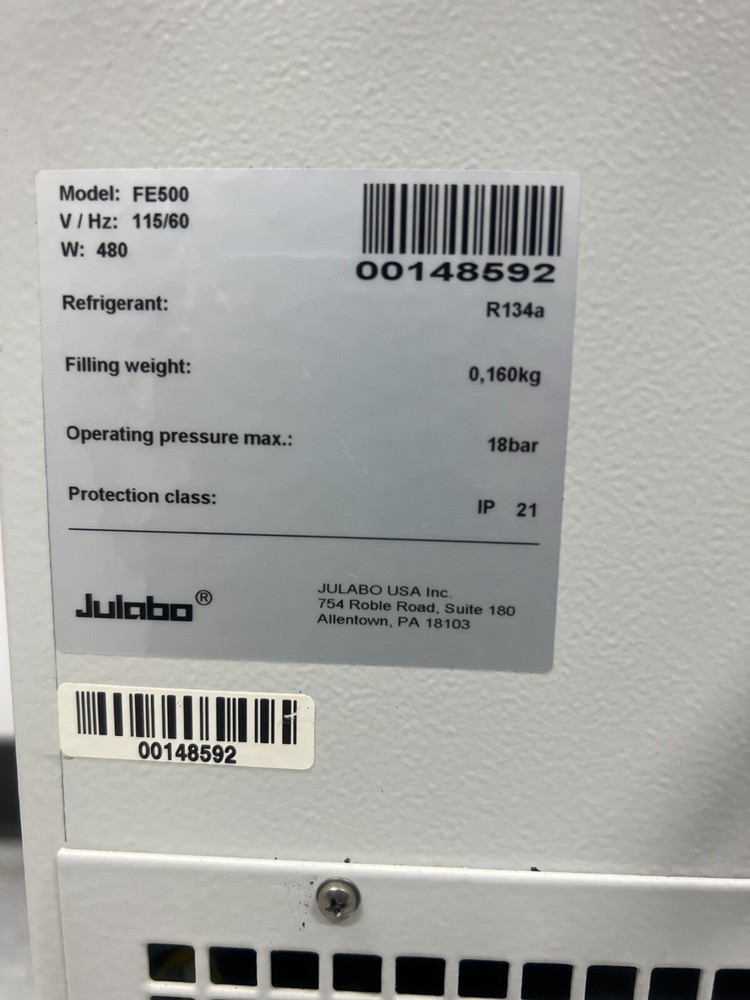 Model: FE500
V / Hz: 115/60
W: 480
00148592
Refrigerant: R134a
Filling weight: 0,160kg
Operating pressure max.: 18bar
Protection class: IP 21
Julabo®
JULABO USA Inc.
754 Roble Road, Suite 180
Allentown, PA 18103
00148592